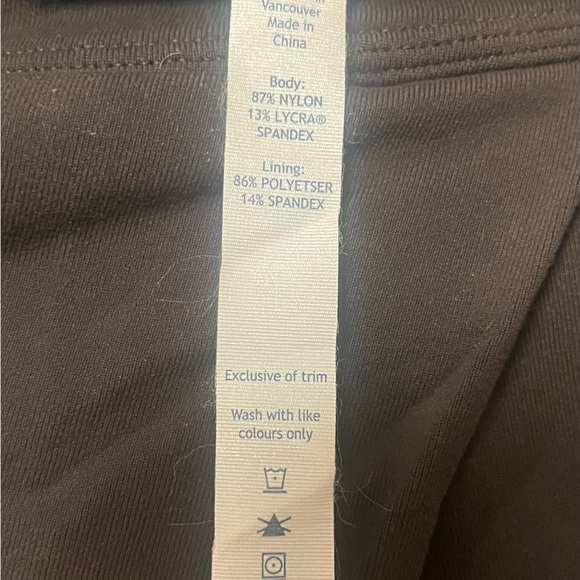 Vancouver
Made in
China
Body:
87% NYLON
13% LYCRA®
SPANDEX
Lining:
86% POLYETSER
14% SPANDEX
Exclusive of trim
Wash with like
colours only